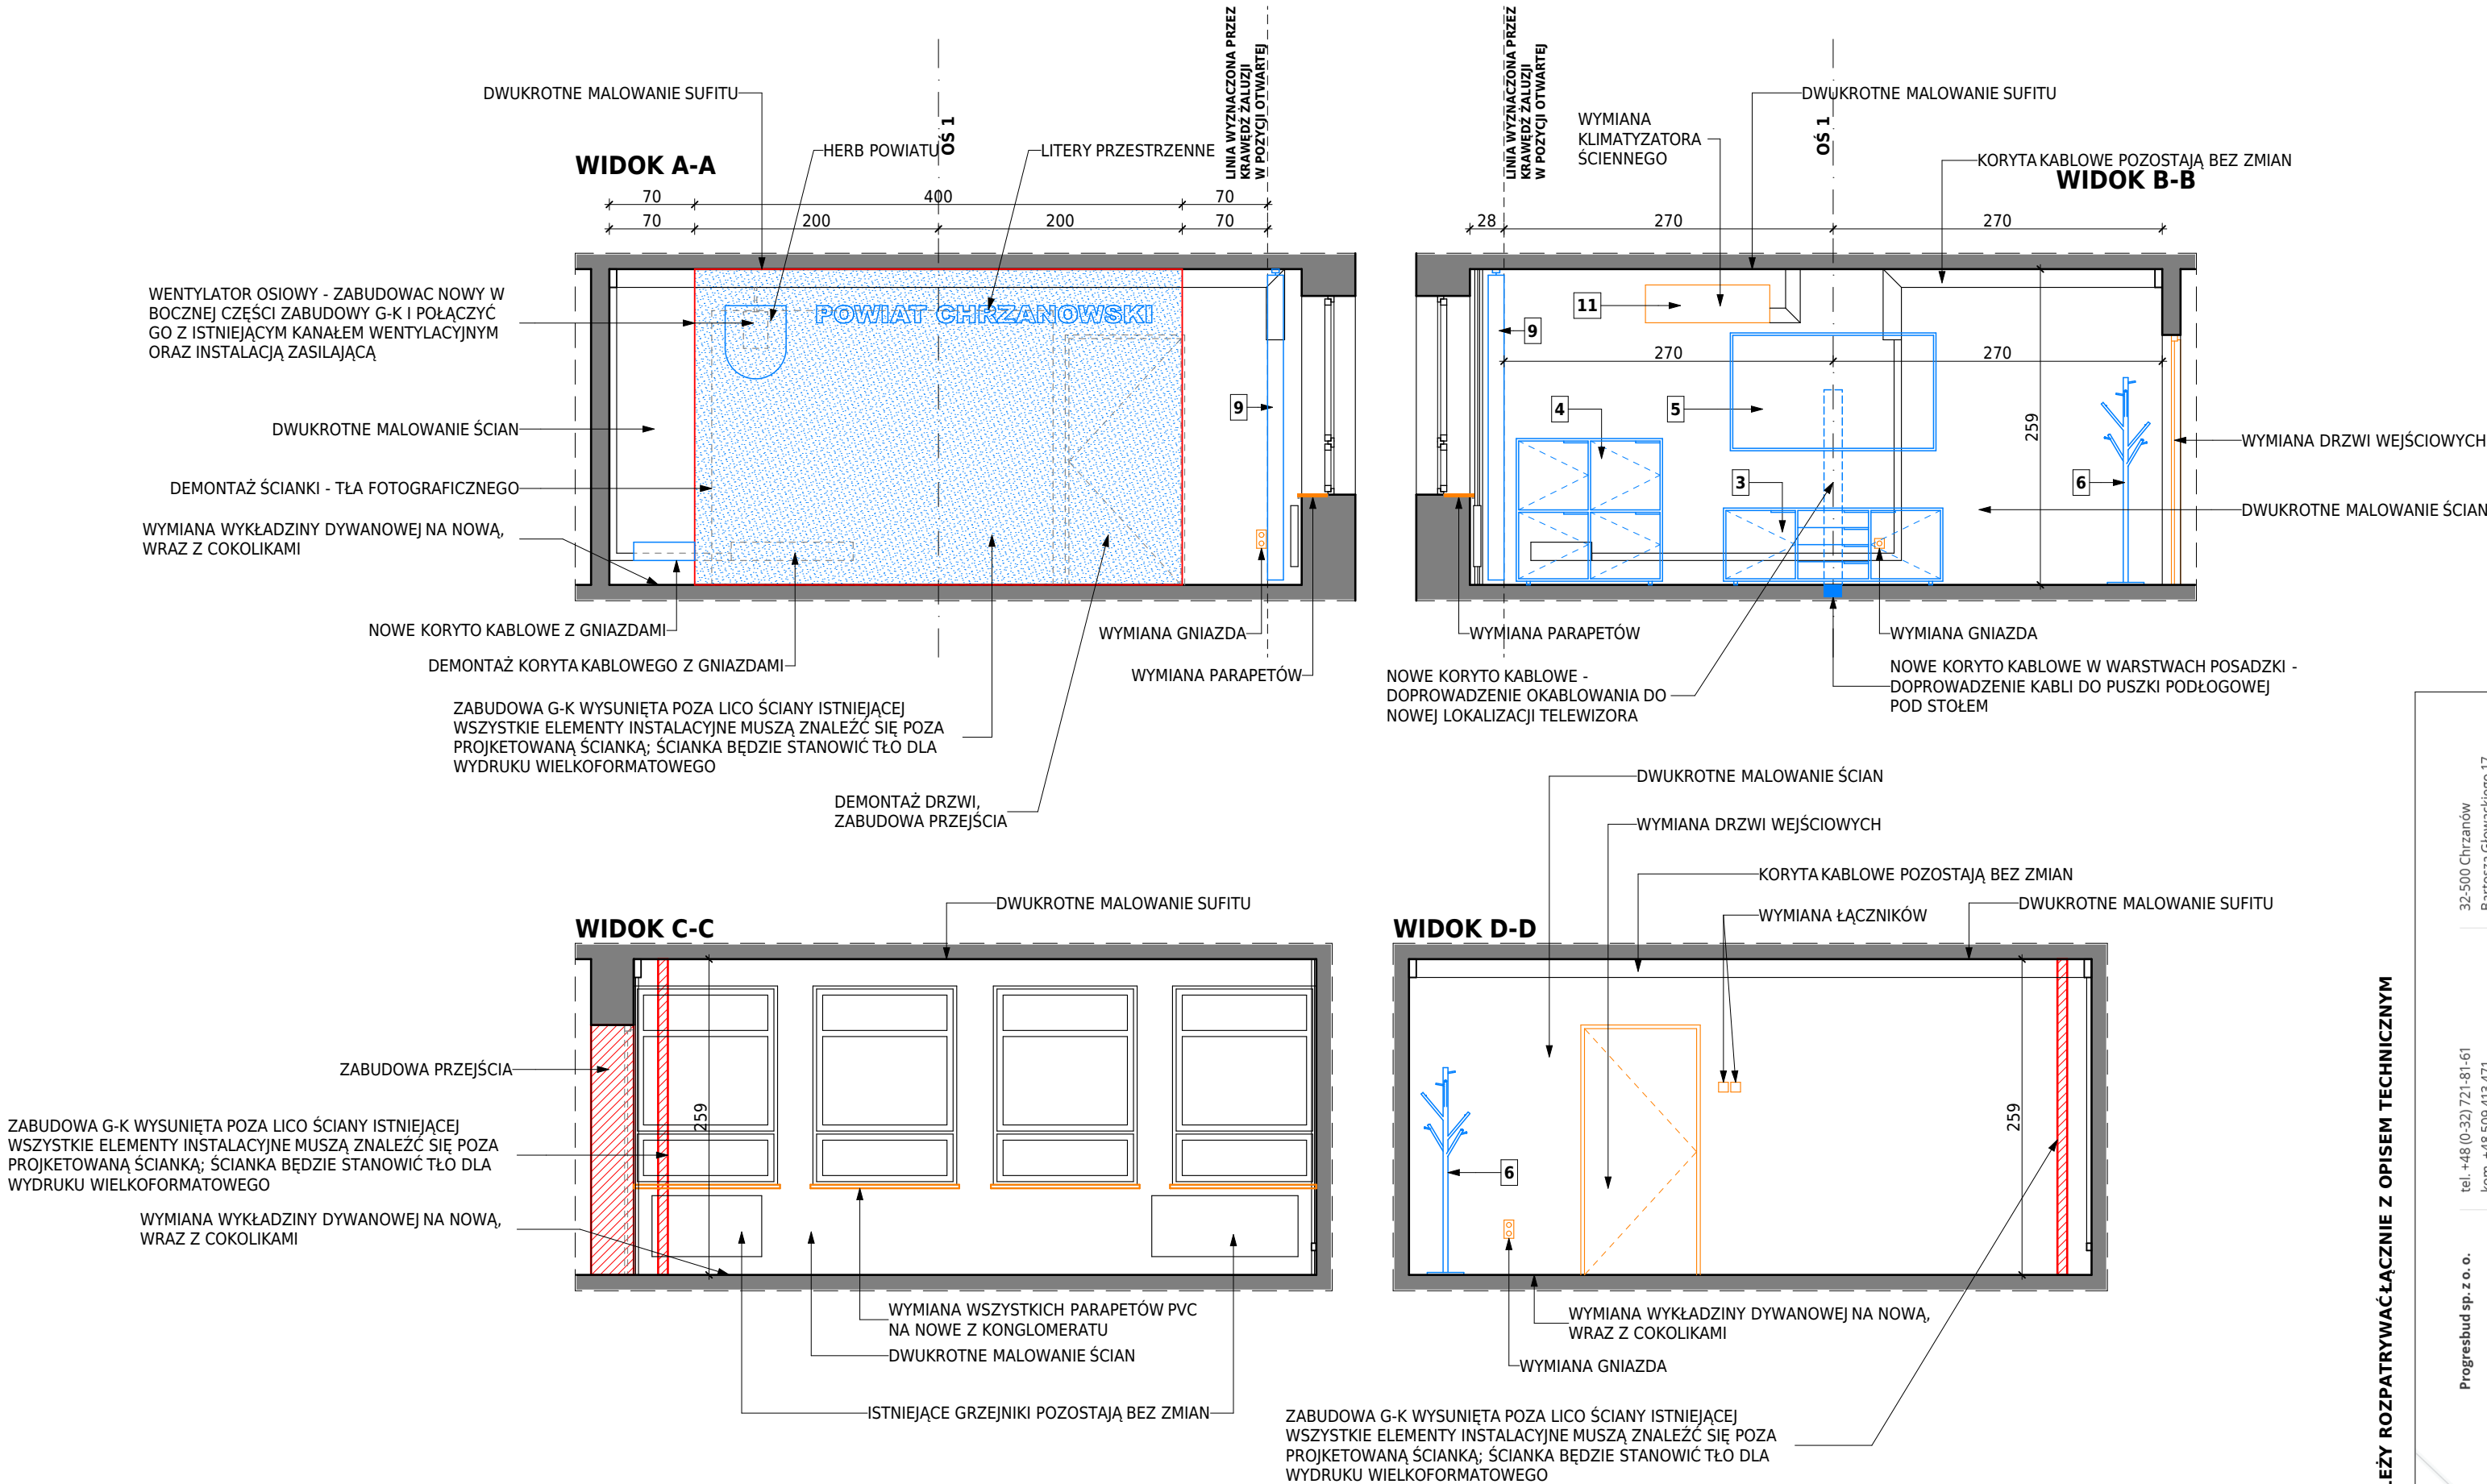 WIDOK A-A
DWUKROTNE MALOWANIE SUFITU
HERB POWIATU
OŚ 1
LITERY PRZESTRZENNE
LINIA WYZNACZONA PRZEZ
KRAWĘDŹ ŻALUZJI
W POZYCJI OTWARTEJ
70
400
70
70
200
200
70
WENTYLATOR OSIOWY - ZABUDOWAC NOWY W
BOCZNEJ CZĘŚCI ZABUDOWY G-K I POŁĄCZYĆ
GO Z ISTNIEJĄCYM KANAŁEM WENTYLACYJNYM
ORAZ INSTALACJĄ ZASILAJĄCĄ
POWIAT CHRZANOWSKI
9
DWUKROTNE MALOWANIE ŚCIAN
DEMONTAŻ ŚCIANKI - TŁA FOTOGRAFICZNEGO
WYMIANA WYKŁADZINY DYWANOWEJ NA NOWĄ,
WRAZ Z COKOLIKAMI
NOWE KORYTO KABLOWE Z GNIAZDAMI
DEMONTAŻ KORYTA KABLOWEGO Z GNIAZDAMI
WYMIANA GNIAZDA
WYMIANA PARAPETÓW
ZABUDOWA G-K WYSUNIĘTA POZA LICO ŚCIANY ISTNIEJĄCEJ
WSZYSTKIE ELEMENTY INSTALACYJNE MUSZĄ ZNALEŹĆ SIĘ POZA
PROJKETOWANĄ ŚCIANKĄ; ŚCIANKA BĘDZIE STANOWIĆ TŁO DLA
WYDRUKU WIELKOFORMATOWEGO
DEMONTAŻ DRZWI,
ZABUDOWA PRZEJŚCIA
LINIA WYZNACZONA PRZEZ
KRAWĘDŹ ŻALUZJI
W POZYCJI OTWARTEJ
WYMIANA
KLIMATYZATORA
ŚCIENNEGO
DWUKROTNE MALOWANIE SUFITU
OŚ 1
KORYTA KABLOWE POZOSTAJĄ BEZ ZMIAN
WIDOK B-B
28
270
270
11
9
270
270
4
5
259
3
6
WYMIANA DRZWI WEJŚCIOWYCH
DWUKROTNE MALOWANIE ŚCIAN
WYMIANA PARAPETÓW
WYMIANA GNIAZDA
NOWE KORYTO KABLOWE -
DOPROWADZENIE OKABLOWANIA DO
NOWEJ LOKALIZACJI TELEWIZORA
NOWE KORYTO KABLOWE W WARSTWACH POSADZKI -
DOPROWADZENIE KABLI DO PUSZKI PODŁOGOWEJ
POD STOŁEM
WIDOK C-C
DWUKROTNE MALOWANIE SUFITU
ZABUDOWA PRZEJŚCIA
259
ZABUDOWA G-K WYSUNIĘTA POZA LICO ŚCIANY ISTNIEJĄCEJ
WSZYSTKIE ELEMENTY INSTALACYJNE MUSZĄ ZNALEŹĆ SIĘ POZA
PROJKETOWANĄ ŚCIANKĄ; ŚCIANKA BĘDZIE STANOWIĆ TŁO DLA
WYDRUKU WIELKOFORMATOWEGO
WYMIANA WYKŁADZINY DYWANOWEJ NA NOWĄ,
WRAZ Z COKOLIKAMI
WYMIANA WSZYSTKICH PARAPETÓW PVC
NA NOWE Z KONGLOMERATU
DWUKROTNE MALOWANIE ŚCIAN
ISTNIEJĄCE GRZEJNIKI POZOSTAJĄ BEZ ZMIAN
WIDOK D-D
DWUKROTNE MALOWANIE ŚCIAN
WYMIANA DRZWI WEJŚCIOWYCH
KORYTA KABLOWE POZOSTAJĄ BEZ ZMIAN
WYMIANA ŁĄCZNIKÓW
DWUKROTNE MALOWANIE SUFITU
259
6
WYMIANA WYKŁADZINY DYWANOWEJ NA NOWĄ,
WRAZ Z COKOLIKAMI
WYMIANA GNIAZDA
ZABUDOWA G-K WYSUNIĘTA POZA LICO ŚCIANY ISTNIEJĄCEJ
WSZYSTKIE ELEMENTY INSTALACYJNE MUSZĄ ZNALEŹĆ SIĘ POZA
PROJKETOWANĄ ŚCIANKĄ; ŚCIANKA BĘDZIE STANOWIĆ TŁO DLA
WYDRUKU WIELKOFORMATOWEGO
ROZPATRYWAĆ ŁĄCZNIE Z OPISEM TECHNICZNYM
Progresbud sp. z o. o.
tel. +48 (0-32) 721-81-61
32-500 Chrzanów